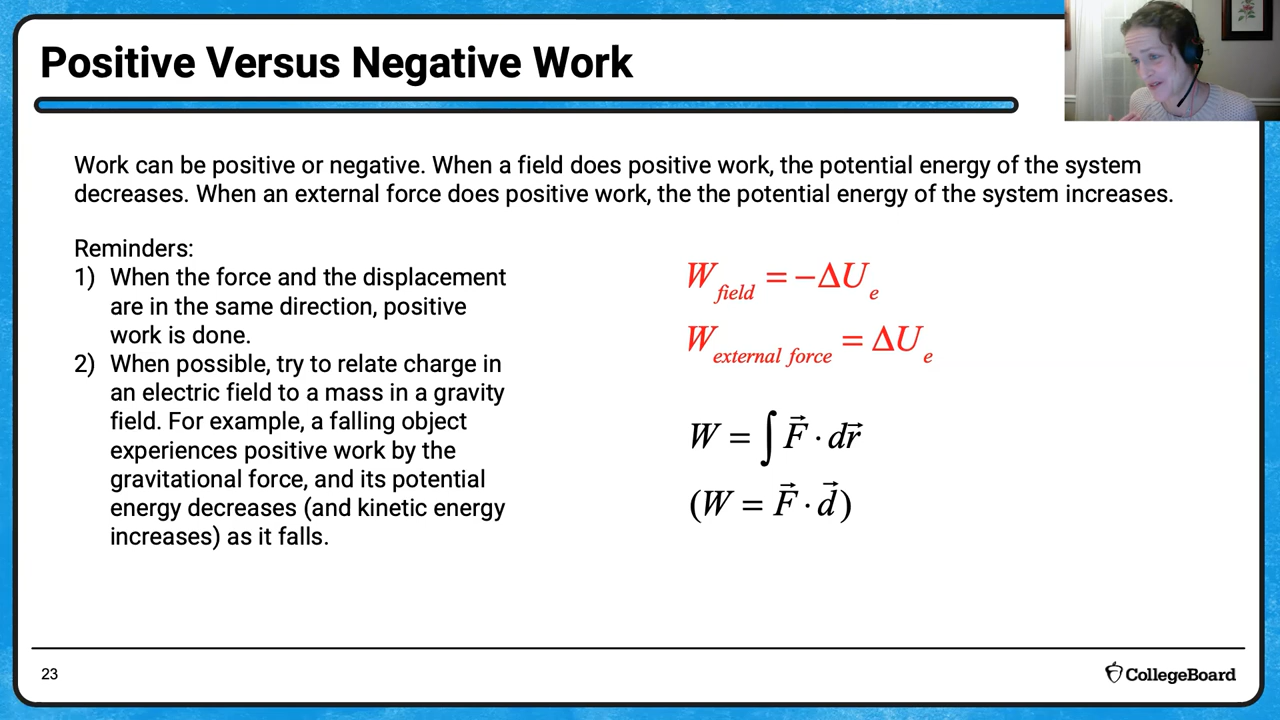 Positive Versus Negative Work
Work can be positive or negative. When a field does positive work, the potential energy of the system
decreases. When an external force does positive work, the the potential energy of the system increases.
Reminders:
1) When the force and the displacement
are in the same direction, positive
work is done.
2) When possible, try to relate charge in
an electric field to a mass in a gravity
field. For example, a falling object
experiences positive work by the
gravitational force, and its potential
energy decreases (and kinetic energy
increases) as it falls.
W_field = −ΔU_e
W_external force = ΔU_e
W = ∫ F⃗ · dr⃗
(W = F⃗ · d⃗)
23
CollegeBoard